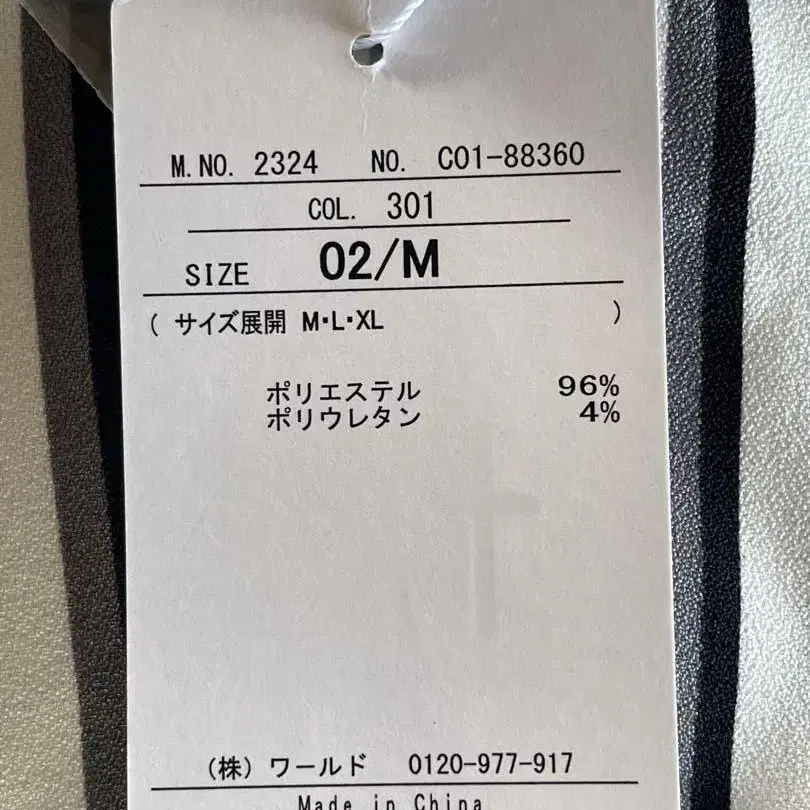 M.NO. 2324 NO. C01-88360
COL. 301
SIZE 02/M
( サイズ展開 M・L・XL )
ポリエステル 96%
ポリウレタン 4%
(株) ワールド 0120-977-917
Made in China